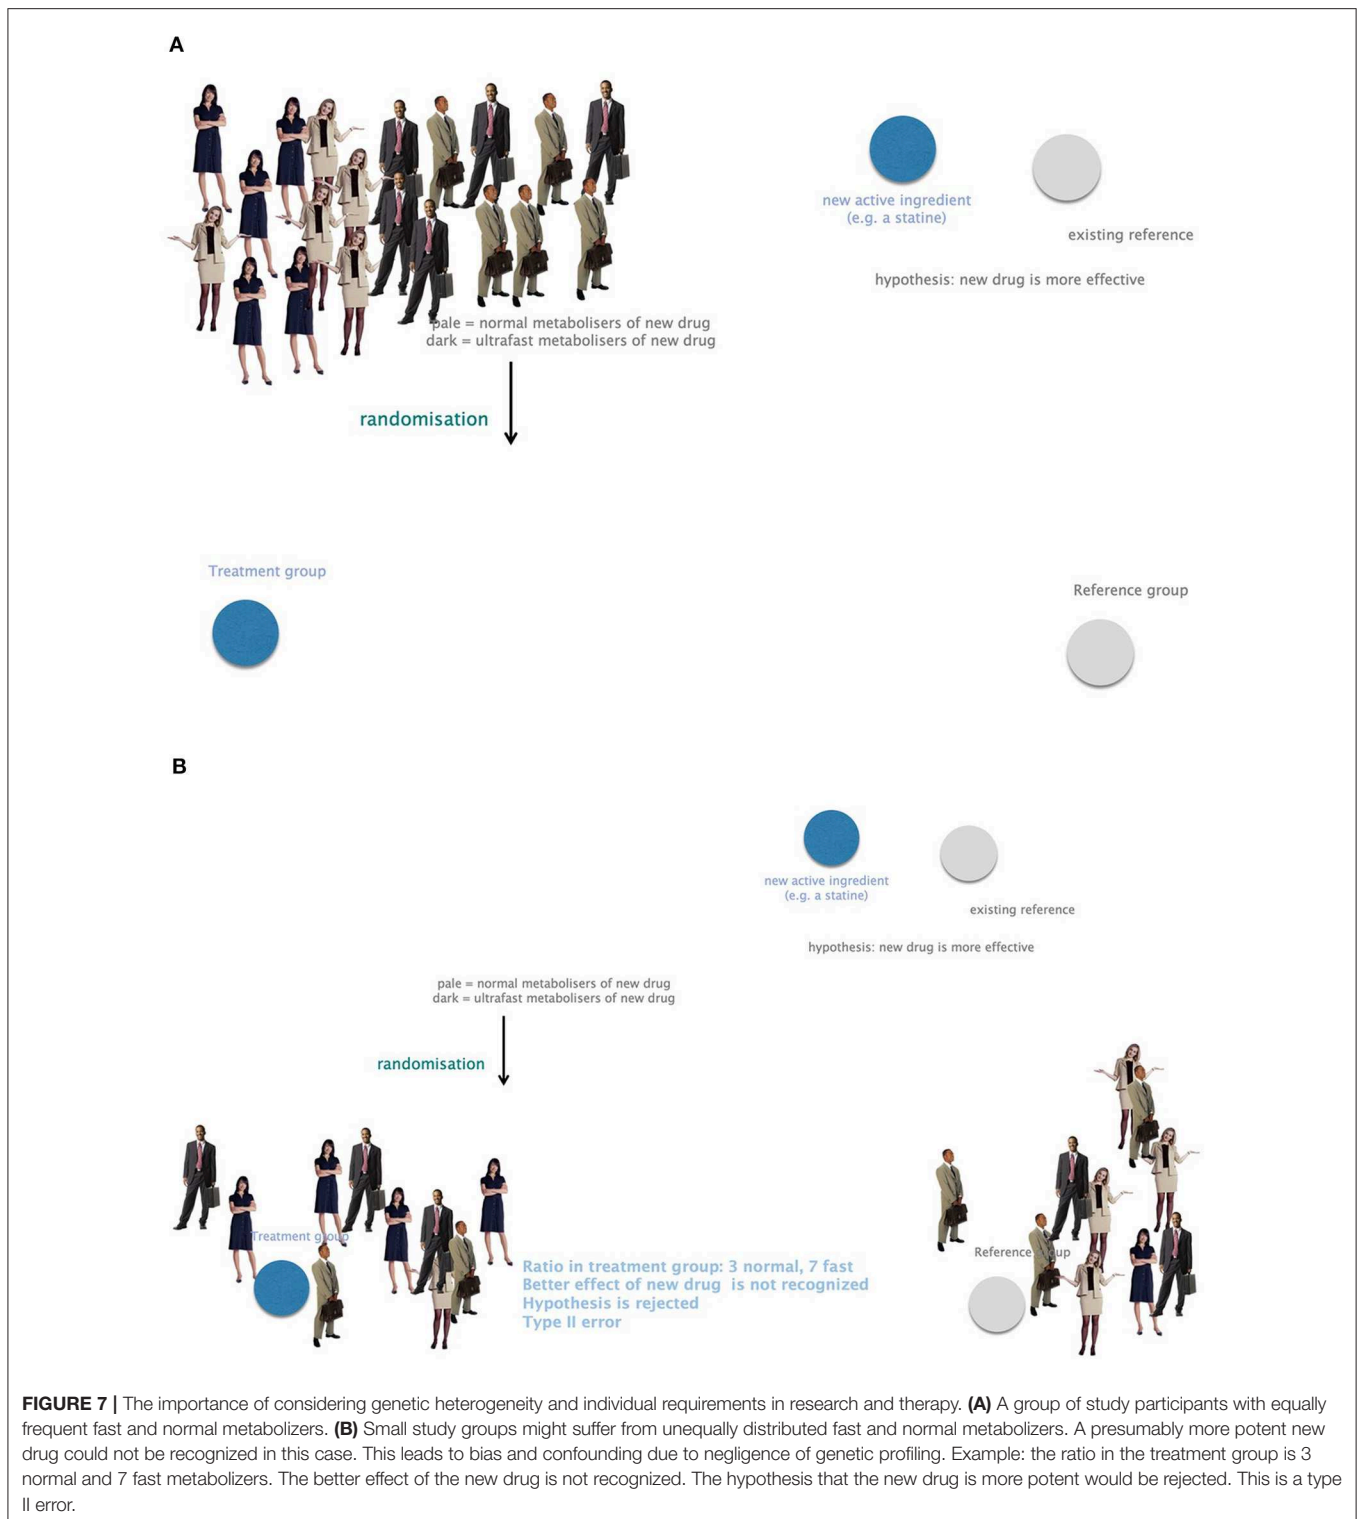 A
new active ingredient
(e.g. a statine)
existing reference
hypothesis: new drug is more effective
pale = normal metabolisers of new drug
dark = ultrafast metabolisers of new drug
randomisation
Treatment group
Reference group
B
new active ingredient
(e.g. a statine)
existing reference
hypothesis: new drug is more effective
pale = normal metabolisers of new drug
dark = ultrafast metabolisers of new drug
randomisation
Treatment group
Ratio in treatment group: 3 normal, 7 fast
Better effect of new drug is not recognized
Hypothesis is rejected
Type II error
Reference group
FIGURE 7 | The importance of considering genetic heterogeneity and individual requirements in research and therapy. (A) A group of study participants with equally
frequent fast and normal metabolizers. (B) Small study groups might suffer from unequally distributed fast and normal metabolizers. A presumably more potent new
drug could not be recognized in this case. This leads to bias and confounding due to negligence of genetic profiling. Example: the ratio in the treatment group is 3
normal and 7 fast metabolizers. The better effect of the new drug is not recognized. The hypothesis that the new drug is more potent would be rejected. This is a type
II error.